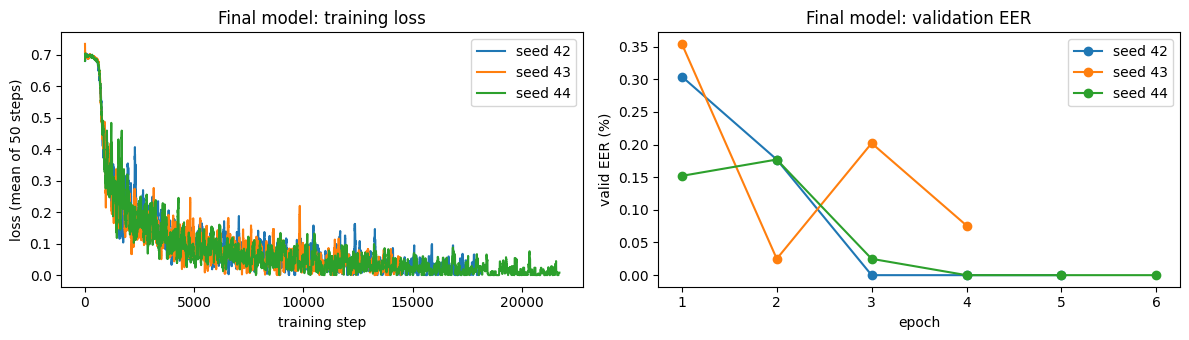 Final model: training loss
loss (mean of 50 steps)
0.7
0.6
0.5
0.4
0.3
0.2
0.1
0.0
0
5000
10000
15000
20000
training step
seed 42
seed 43
seed 44
Final model: validation EER
valid EER (%)
0.35
0.30
0.25
0.20
0.15
0.10
0.05
0.00
1
2
3
4
5
6
epoch
seed 42
seed 43
seed 44